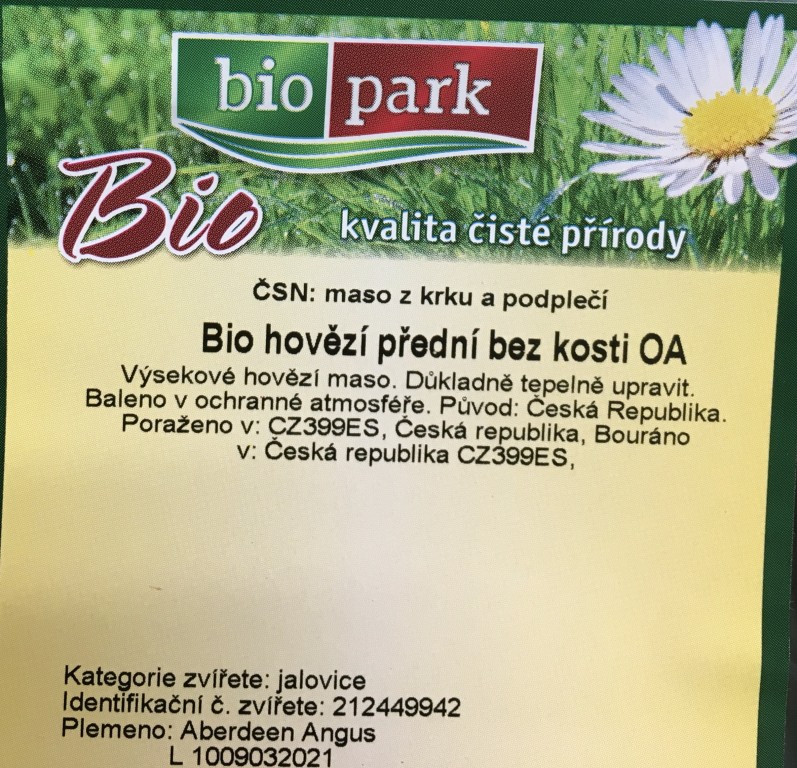 bio park
Bio
kvalita čisté přírody
ČSN: maso z krku a podplečí
Bio hovězí přední bez kosti OA
Výsekové hovězí maso. Důkladně tepelně upravit.
Baleno v ochranné atmosféře. Původ: Česká Republika.
Poraženo v: CZ399ES, Česká republika, Bouráno
v: Česká republika CZ399ES,
Kategorie zvířete: jalovice
Identifikační č. zvířete: 212449942
Plemeno: Aberdeen Angus
L 1009032021